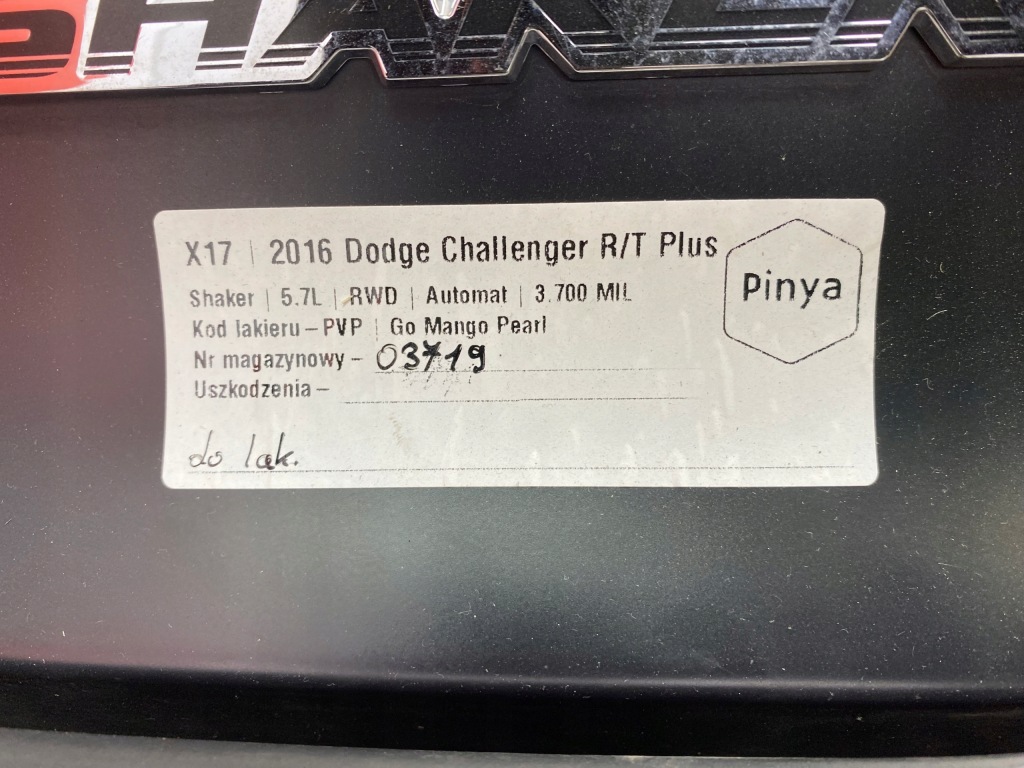 SHAKER
X17 | 2016 Dodge Challenger R/T Plus
Pinya
Shaker | 5.7L | RWD | Automat | 3.700 MIL
Kod lakieru – PVP | Go Mango Pearl
Nr magazynowy – 03719
Uszkodzenia –
do lak.